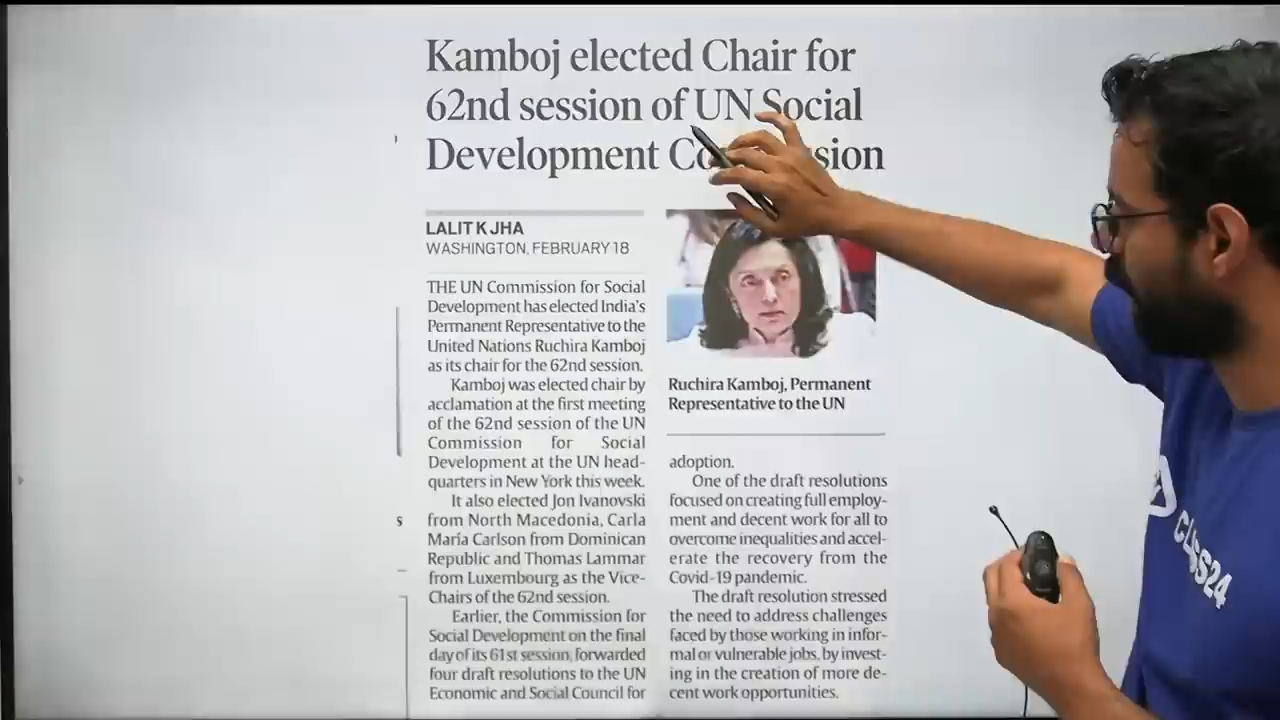 Kamboj elected Chair for
62nd session of UN Social
Development Co sion
LALIT K JHA
WASHINGTON, FEBRUARY 18
THE UN Commission for Social
Development has elected India's
Permanent Representative to the
United Nations Ruchira Kamboj
as its chair for the 62nd session.
Kamboj was elected chair by
acclamation at the first meeting
of the 62nd session of the UN
Commission for Social
Development at the UN head-
quarters in New York this week.
It also elected Jon Ivanovski
from North Macedonia, Carla
María Carlson from Dominican
Republic and Thomas Lammar
from Luxembourg as the Vice-
Chairs of the 62nd session.
Earlier, the Commission for
Social Development on the final
day of its 61st session, forwarded
four draft resolutions to the UN
Economic and Social Council for
Ruchira Kamboj, Permanent
Representative to the UN
adoption.
One of the draft resolutions
focused on creating full employ-
ment and decent work for all to
overcome inequalities and accel-
erate the recovery from the
Covid-19 pandemic.
The draft resolution stressed
the need to address challenges
faced by those working in infor-
mal or vulnerable jobs, by invest-
ing in the creation of more de-
cent work opportunities.
s
CLASS24